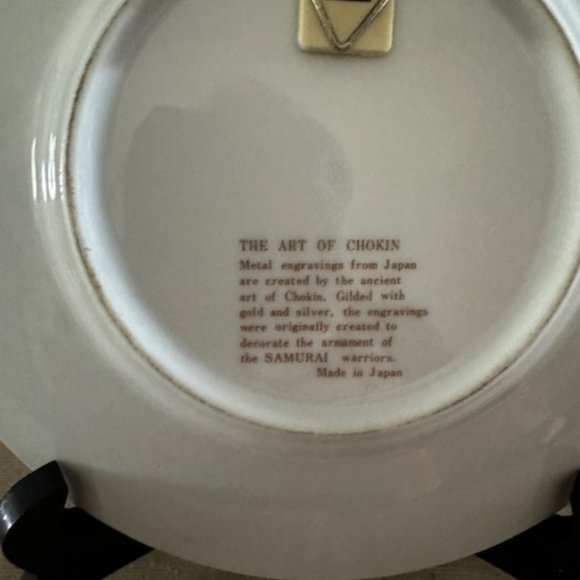 THE ART OF CHOKIN
Metal engravings from Japan
are created by the ancient
art of Chokin. Gilded with
gold and silver, the engravings
were originally created to
decorate the armament of
the SAMURAI warriors.
Made in Japan